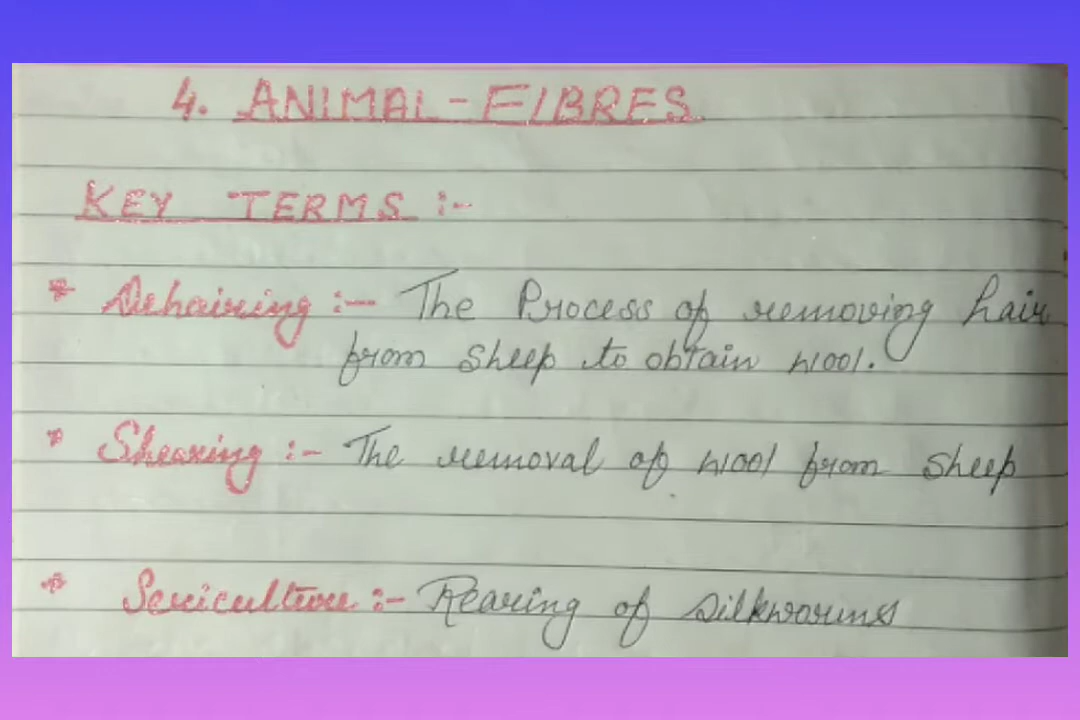 4. ANIMAL-FIBRES
KEY TERMS :-
* Dehairing :- The Process of removing hair
from sheep to obtain wool.
* Shearing :- The removal of wool from sheep
* Sericulture :- Rearing of silkworms